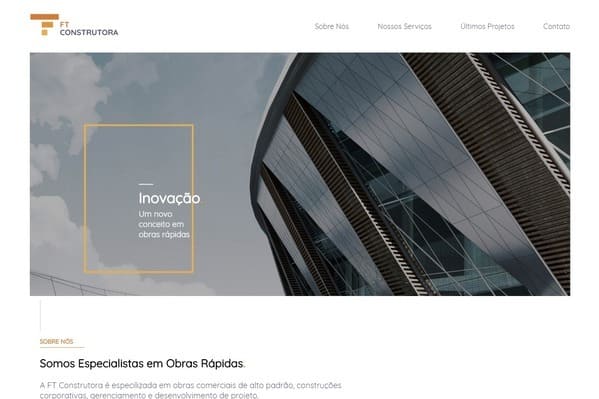 FT
CONSTRUTORA
Sobre Nós
Nossos Serviços
Últimos Projetos
Contato
Inovação
Um novo
conceito em
obras rápidas
SOBRE NÓS
Somos Especialistas em Obras Rápidas.
A FT Construtora é especilizada em obras comerciais de alto padrão, construções
corporativas, gerenciamento e desenvolvimento de projeto.